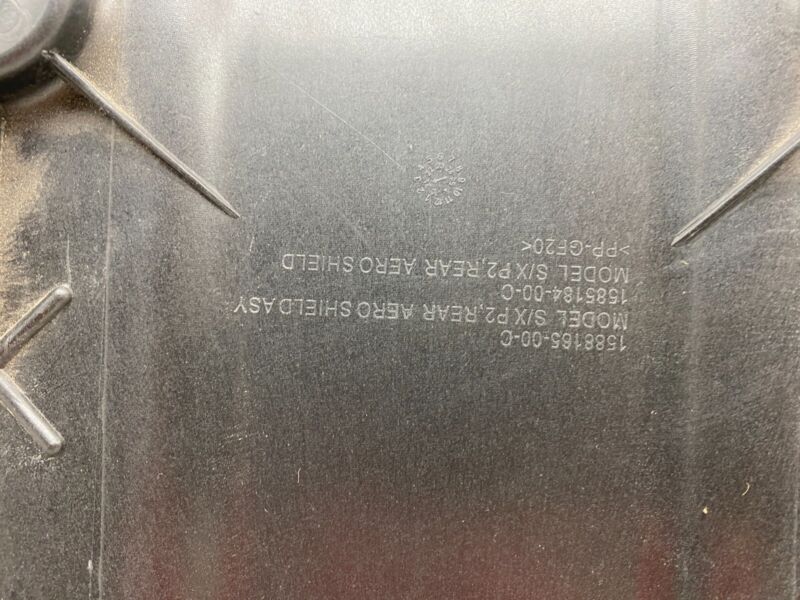 1588165-00-C
MODEL S/X P2,REAR AERO SHIELD ASY
1585184-00-C
MODEL S/X P2,REAR AERO SHIELD
>PP-GF20<